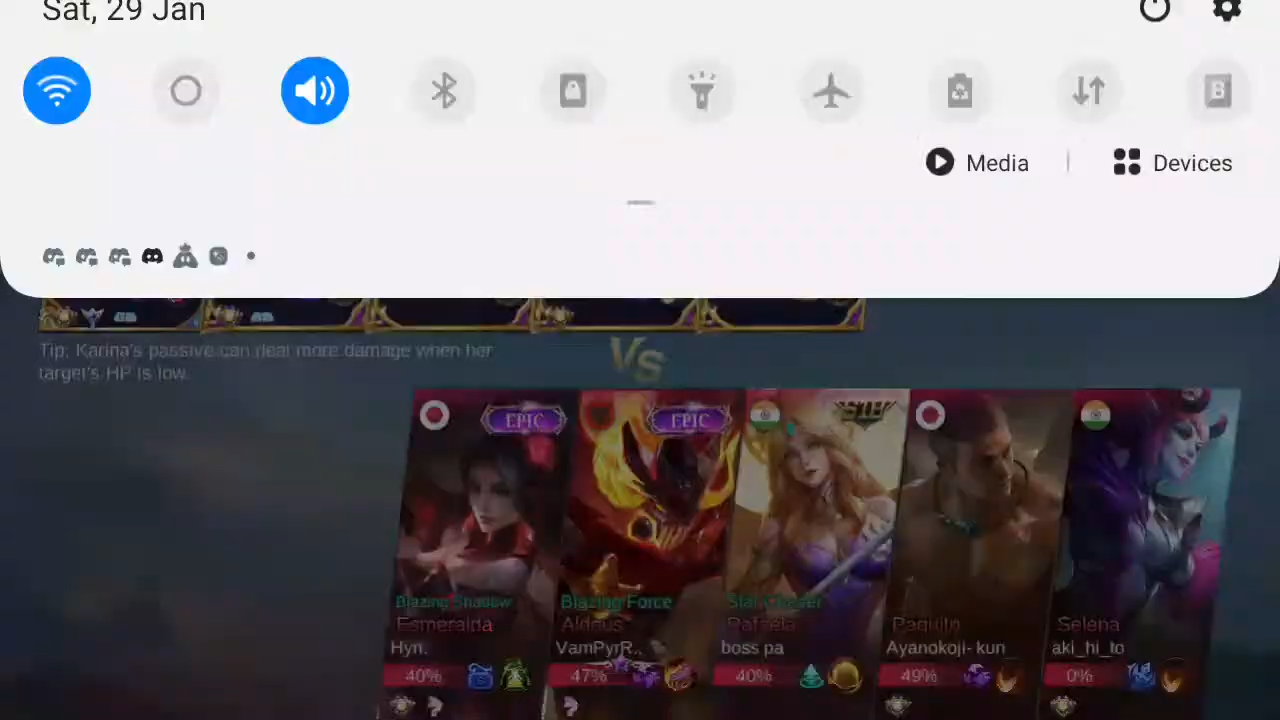 Sat, 29 Jan
Media
Devices
Tip: Karina's passive can deal more damage when her
target's HP is low.
Vs
EPIC
EPIC
Blazing Shadow
Blazing Force
Star Chaser
Esmeralda
Aldous
Rafaela
Paquito
Selena
Hyn.
VamPyrR..
boss pa
Ayanokoji- kun
aki_hi_to
40%
47%
40%
49%
0%